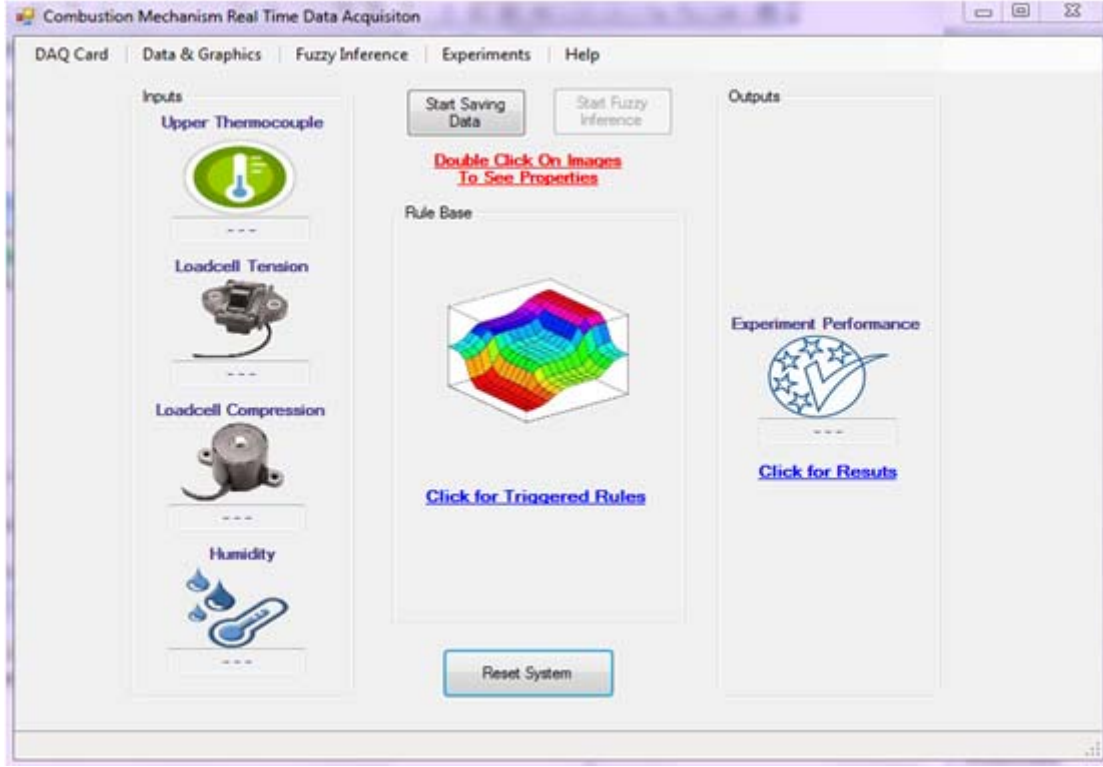 Combustion Mechanism Real Time Data Acquisiton
DAQ Card
Data & Graphics
Fuzzy Inference
Experiments
Help
Inputs
Upper Thermocouple
---
Loadcell Tension
---
Loadcell Compression
---
Humidity
---
Start Saving
Data
Start Fuzzy
Inference
Double Click On Images
To See Properties
Rule Base
Click for Triggered Rules
Reset System
Outputs
Experiment Performance
---
Click for Resuts